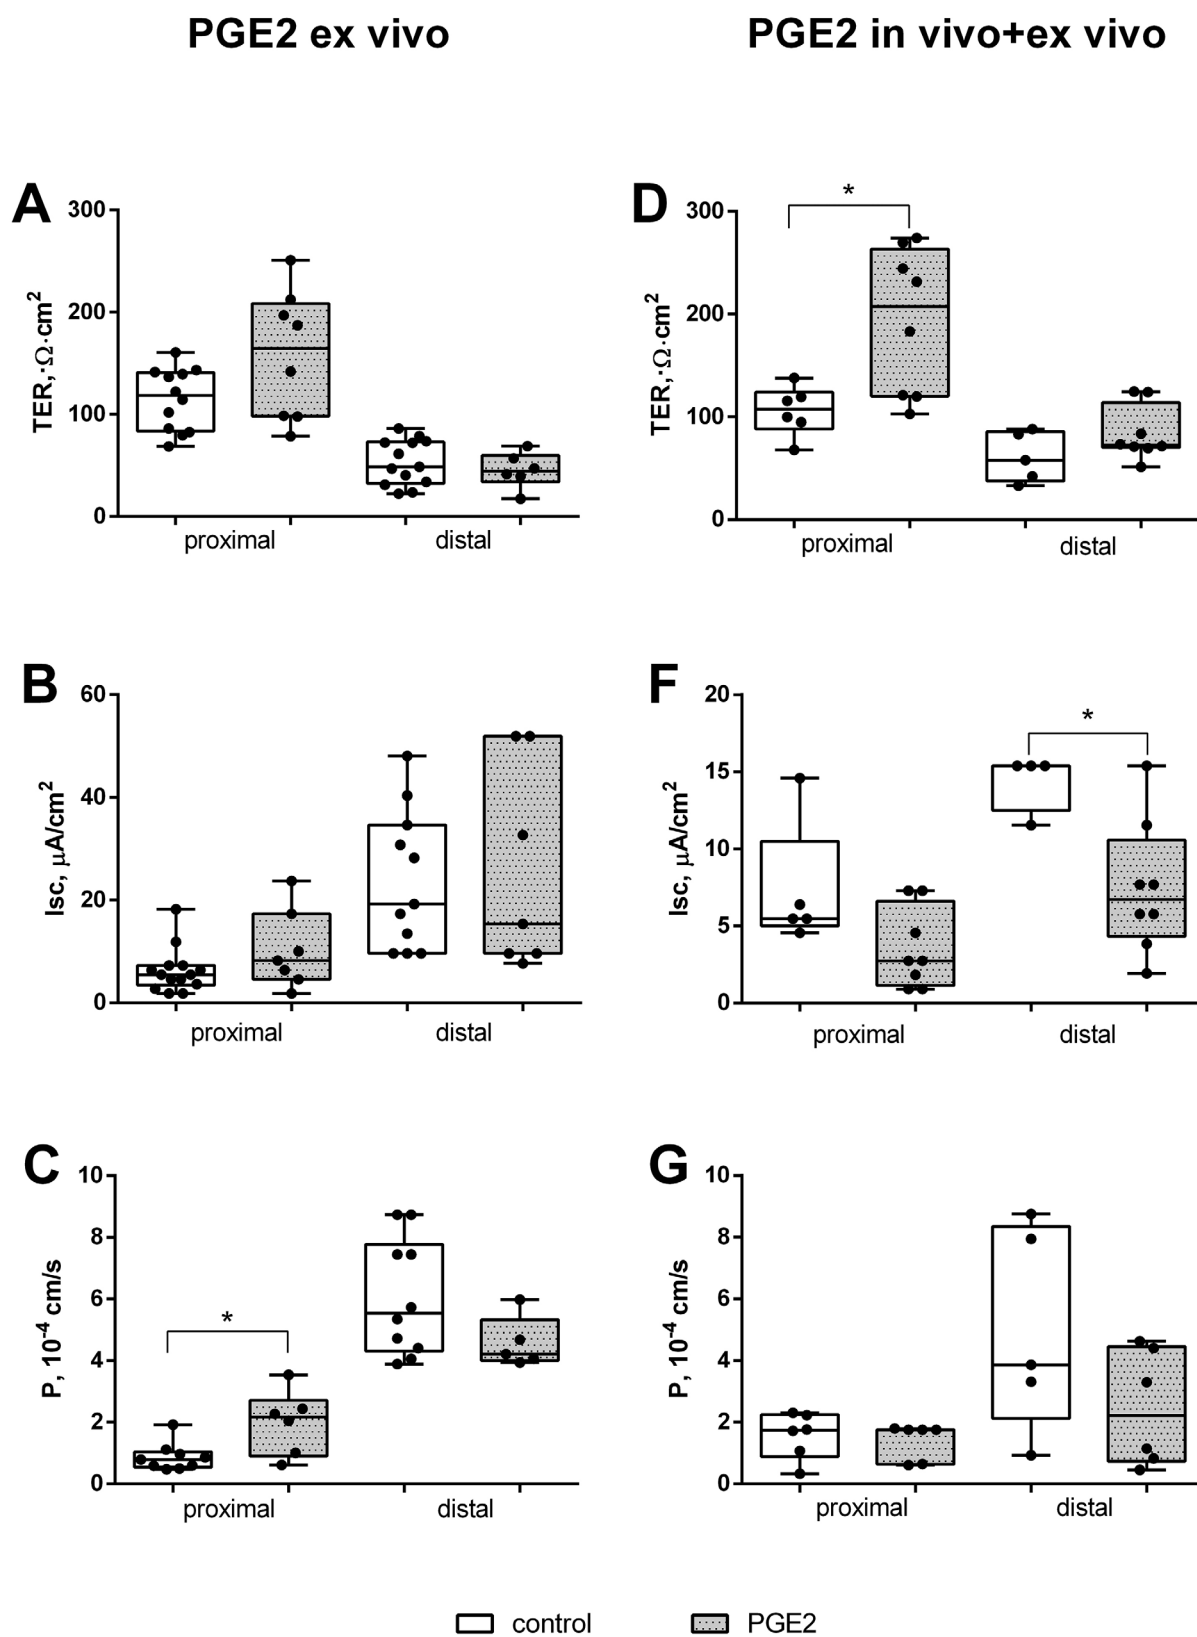 PGE2 ex vivo
PGE2 in vivo+ex vivo
A
TER,·Ω·cm²
300
200
100
0
proximal
distal
D
TER,·Ω·cm²
300
200
100
0
*
proximal
distal
B
Isc, μA/cm²
60
40
20
0
proximal
distal
F
Isc, μA/cm²
20
15
10
5
0
*
proximal
distal
C
P, 10⁻⁴ cm/s
10
8
6
4
2
0
*
proximal
distal
G
P, 10⁻⁴ cm/s
10
8
6
4
2
0
proximal
distal
control
PGE2